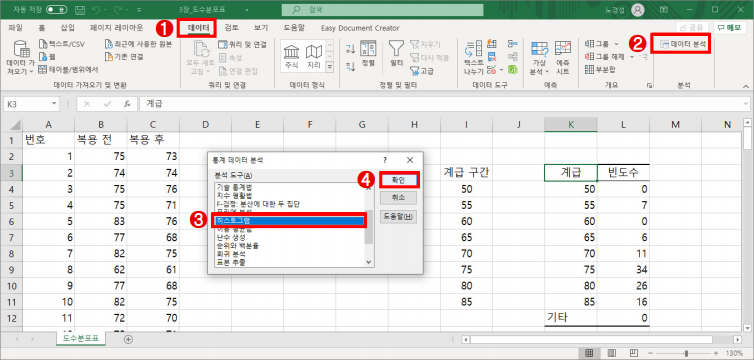 자동 저장 3장_도수분포표 검색 노경섭
파일 홈 삽입 페이지 레이아웃 ❶ 데이터 검토 보기 도움말 Easy Document Creator 공유 메모
데이터 가져오기 텍스트/CSV 웹 테이블/범위에서 최근에 사용한 원본 기존 연결
모두 새로 고침 쿼리 및 연결 속성
주식 지리
정렬 필터 지우기 다시 적용 고급
텍스트 나누기
가상 분석 예측 시트
그룹 그룹 해제 부분합
❷ 데이터 분석
데이터 가져오기 및 변환 쿼리 및 연결 데이터 형식 정렬 및 필터 데이터 도구 예측 개요 분석
K3 fx 계급
A B C D E F G H I J K L M N
1 번호 복용 전 복용 후
2 1 75 73
3 2 74 74 계급 구간 계급 빈도수
4 3 75 76 50 50 0
5 4 75 71 55 55 7
6 5 83 76 60 60 0
7 6 77 68 65 65 6
8 7 82 75 70 70 11
9 8 62 61 75 75 34
10 9 77 68 80 80 26
11 10 82 76 85 85 16
12 11 72 70 기타 0
통계 데이터 분석 ? ×
분석 도구(A)
기술 통계법
지수 평활법
F-검정: 분산에 대한 두 집단
❸ 히스토그램
이동 평균법
난수 생성
순위와 백분율
회귀 분석
표본 추출
❹ 확인
취소
도움말(H)
도수분포표
130%